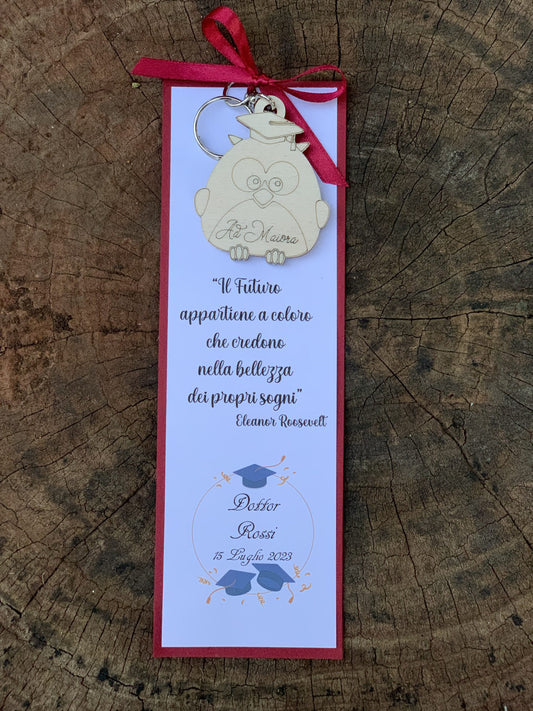 Ad Maiora
"Il Futuro
appartiene a coloro
che credono
nella bellezza
dei propri sogni"
Eleanor Roosevelt
Dottor
Rossi
15 Luglio 2023